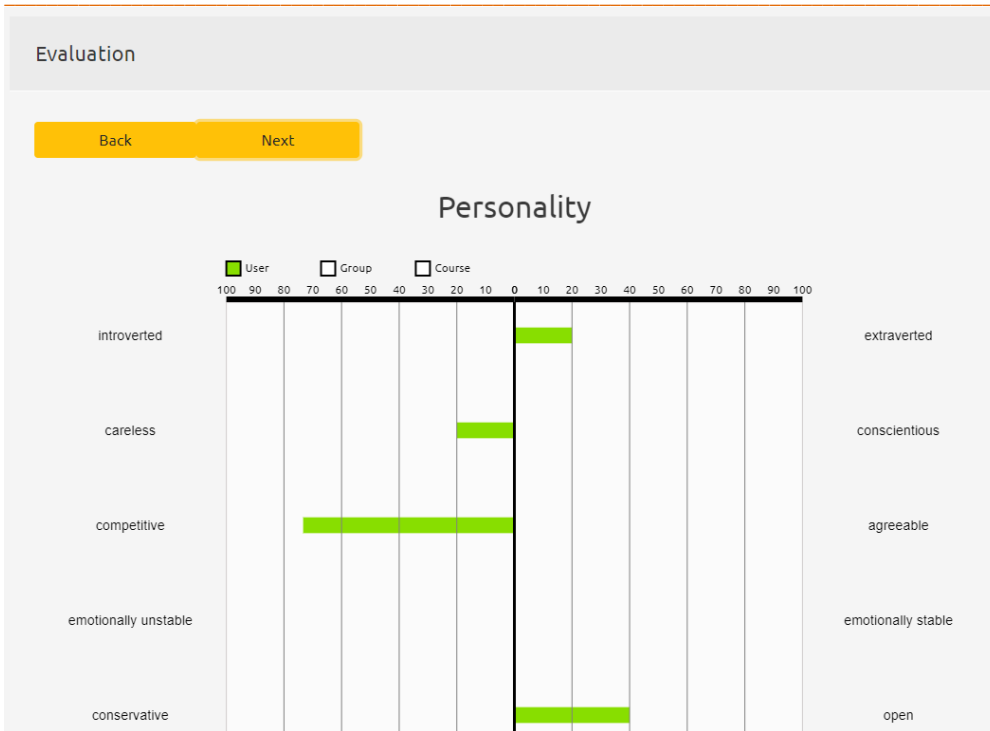 Evaluation
Back Next
Personality
User Group Course
100 90 80 70 60 50 40 30 20 10 0 10 20 30 40 50 60 70 80 90 100
introverted extraverted
careless conscientious
competitive agreeable
emotionally unstable emotionally stable
conservative open